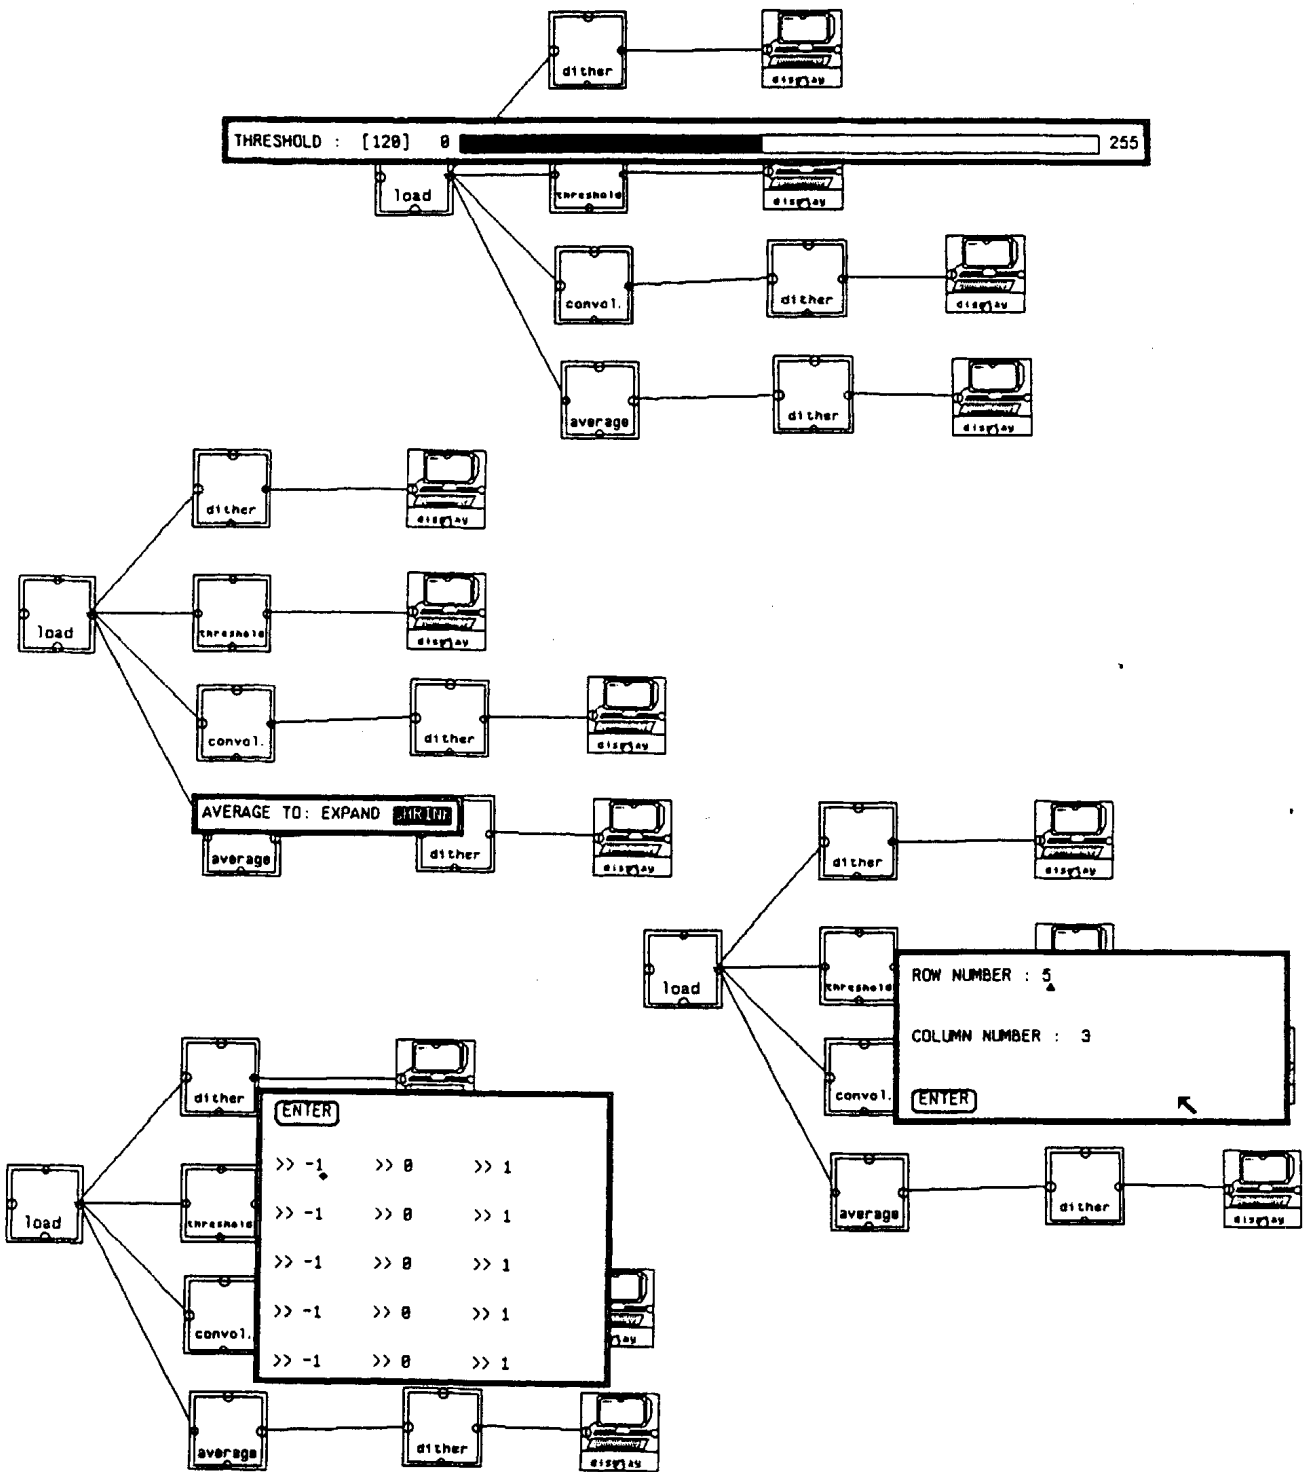 dither
display
THRESHOLD : [120] 0 255
load threshold display
convol. dither display
average dither display
dither display
load threshold display
convol. dither display
AVERAGE TO: EXPAND SHRINK
average dither display
dither display
load threshold
ROW NUMBER : 5
COLUMN NUMBER : 3
convol. ENTER
average dither display
dither
ENTER
>> -1 >> 0 >> 1
load threshold >> -1 >> 0 >> 1
>> -1 >> 0 >> 1
convol. >> -1 >> 0 >> 1
>> -1 >> 0 >> 1
average dither display